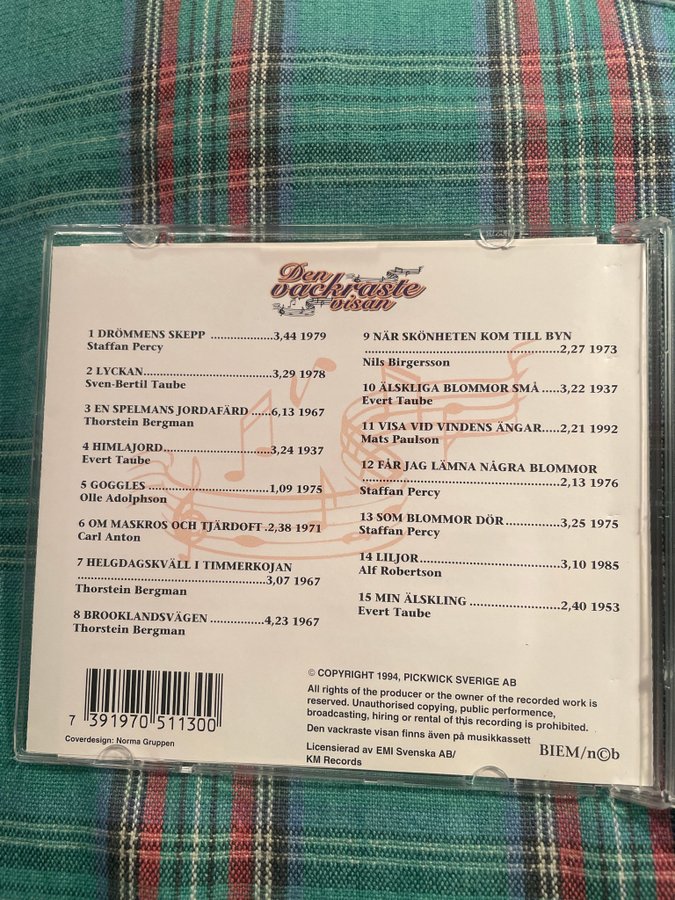 Den
vackraste
visan
1 DRÖMMENS SKEPP ..............3,44 1979
Staffan Percy
2 LYCKAN..............................3,29 1978
Sven-Bertil Taube
3 EN SPELMANS JORDAFÄRD .....6,13 1967
Thorstein Bergman
4 HIMLAJORD...........................3,24 1937
Evert Taube
5 GOGGLES ..............................1,09 1975
Olle Adolphson
6 OM MASKROS OCH TJÄRDOFT .2,38 1971
Carl Anton
7 HELGDAGSKVÄLL I TIMMERKOJAN
..............................................3,07 1967
Thorstein Bergman
8 BROOKLANDSVÄGEN ..............4,23 1967
Thorstein Bergman
9 NÄR SKÖNHETEN KOM TILL BYN
..............................................2,27 1973
Nils Birgersson
10 ÄLSKLIGA BLOMMOR SMÅ ....3,22 1937
Evert Taube
11 VISA VID VINDENS ÄNGAR.....2,21 1992
Mats Paulson
12 FÅR JAG LÄMNA NÅGRA BLOMMOR
..............................................2,13 1976
Staffan Percy
13 SOM BLOMMOR DÖR ............3,25 1975
Staffan Percy
14 LILJOR................................3,10 1985
Alf Robertson
15 MIN ÄLSKLING .....................2,40 1953
Evert Taube
7 391970 511300
Coverdesign: Norma Gruppen
© COPYRIGHT 1994, PICKWICK SVERIGE AB
All rights of the producer or the owner of the recorded work is
reserved. Unauthorised copying, public performence,
broadcasting, hiring or rental of this recording is prohibited.
Den vackraste visan finns även på musikkassett
Licensierad av EMI Svenska AB/
KM Records
BIEM/n©b